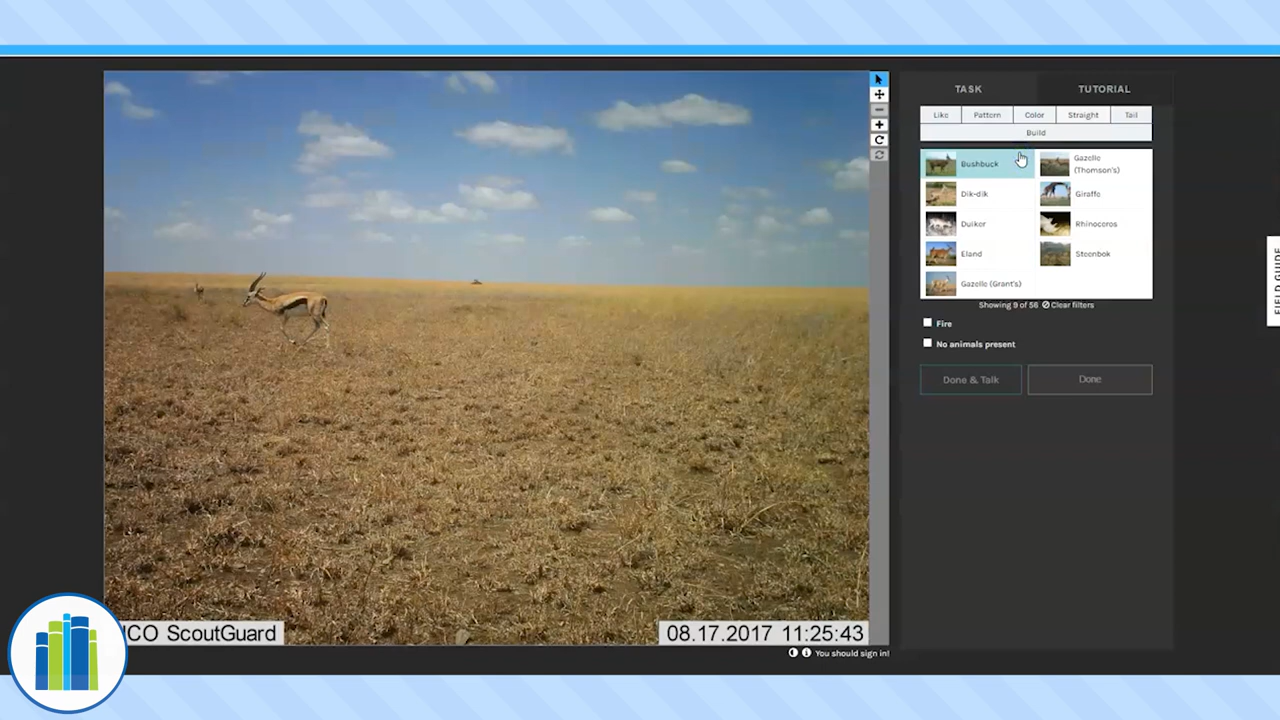 TASK
TUTORIAL
Like
Pattern
Color
Straight
Tail
Build
Bushbuck
Gazelle
(Thomson's)
Dik-dik
Giraffe
Duiker
Rhinoceros
Eland
Steenbok
Gazelle (Grant's)
Showing 9 of 56 Clear filters
Fire
No animals present
Done & Talk
Done
FIELD GUIDE
CO ScoutGuard
08.17.2017 11:25:43
You should sign in!